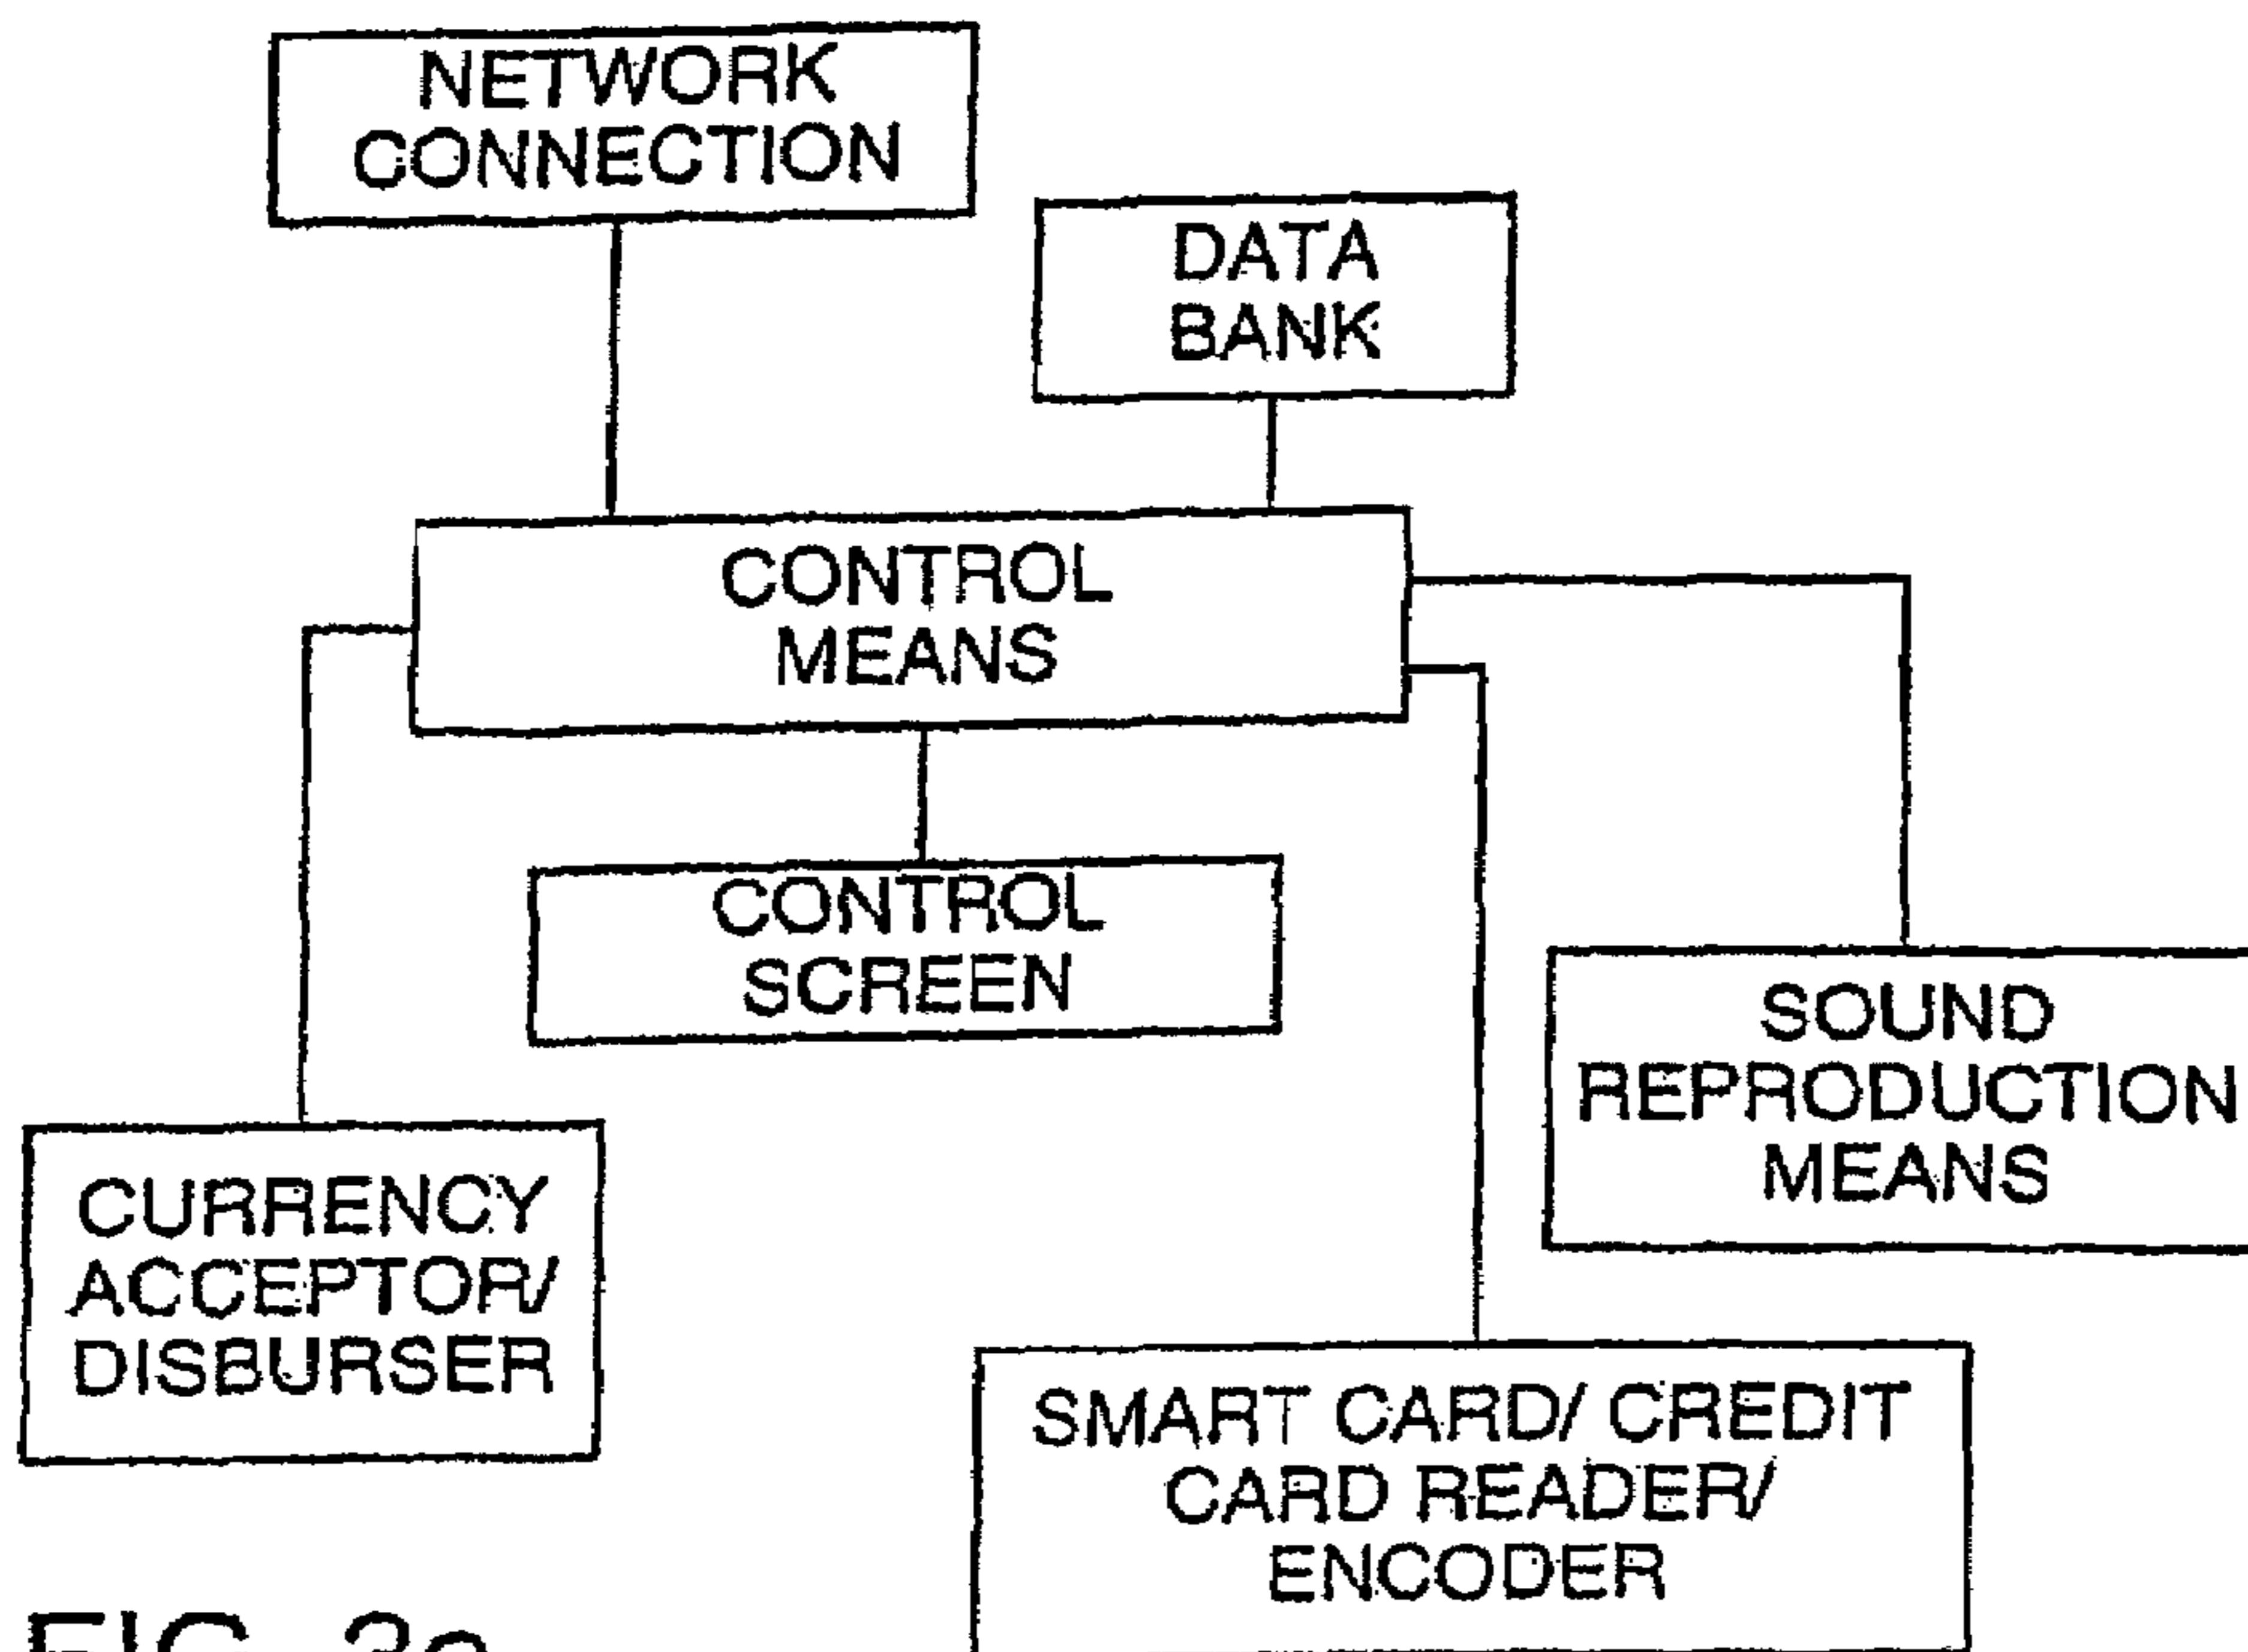 NETWORK
CONNECTION
DATA
BANK
CONTROL
MEANS
CONTROL
SCREEN
SOUND
REPRODUCTION
MEANS
CURRENCY
ACCEPTOR/
DISBURSER
SMART CARD/ CREDIT
CARD READER/
ENCODER
FIG.